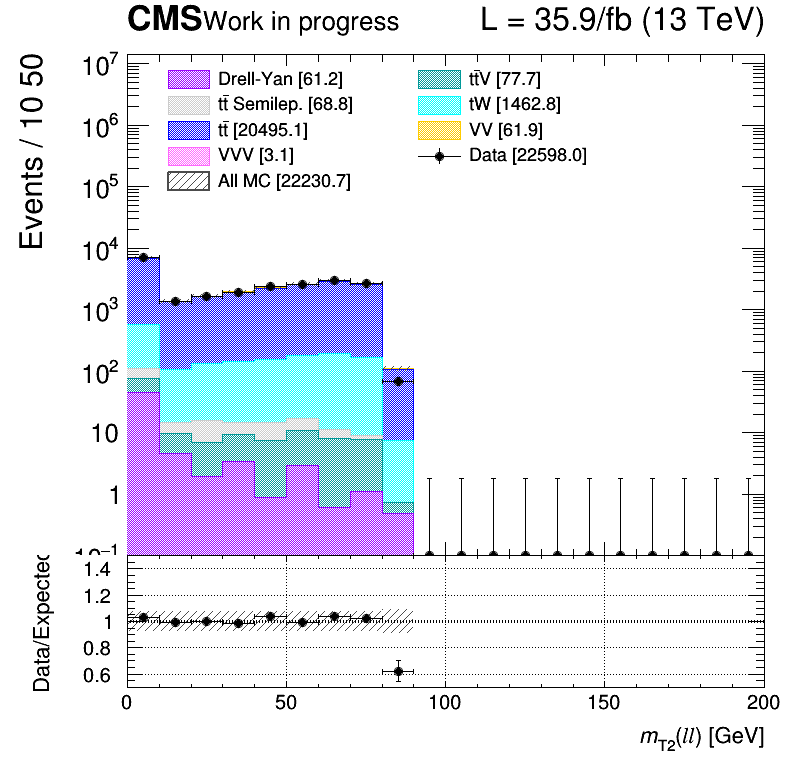 CMS Work in progress L = 35.9/fb (13 TeV)
Events / 10 50
10⁷
10⁶
10⁵
10⁴
10³
10²
10
1
10⁻¹
Drell-Yan [61.2]
tt̄ Semilep. [68.8]
tt̄ [20495.1]
VVV [3.1]
All MC [22230.7]
tt̄V [77.7]
tW [1462.8]
VV [61.9]
Data [22598.0]
Data/Expected
1.4
1.2
1
0.8
0.6
0 50 100 150 200
m_T2(ll) [GeV]